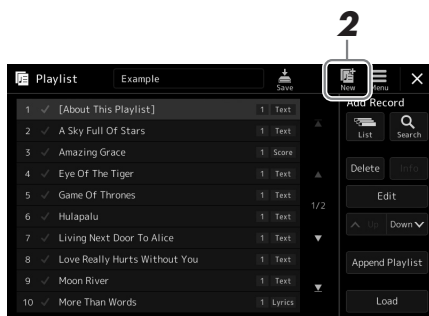 2
Playlist Example Save New Menu
Add Record
1 [About This Playlist] 1 Text
List Search
2 A Sky Full Of Stars 1 Text
3 Amazing Grace 1 Score
4 Eye Of The Tiger 1 Text
Delete Info
5 Game Of Thrones 1 Text
Edit
1/2
6 Hulapalu 1 Text
Up Down
7 Living Next Door To Alice 1 Text
8 Love Really Hurts Without You 1 Text
Append Playlist
9 Moon River 1 Text
10 More Than Words 1 Lyrics
Load